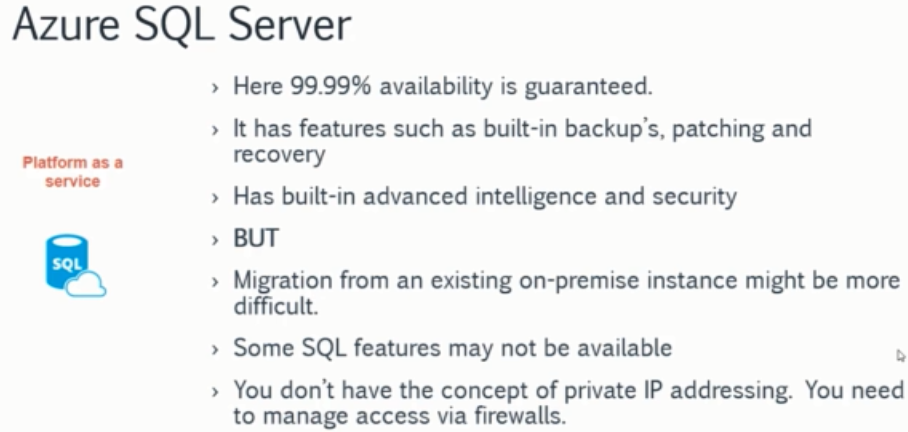 Azure SQL Server
› Here 99.99% availability is guaranteed.
› It has features such as built-in backup's, patching and
recovery
Platform as a
service
› Has built-in advanced intelligence and security
SQL
› BUT
› Migration from an existing on-premise instance might be more
difficult.
› Some SQL features may not be available
› You don't have the concept of private IP addressing. You need
to manage access via firewalls.